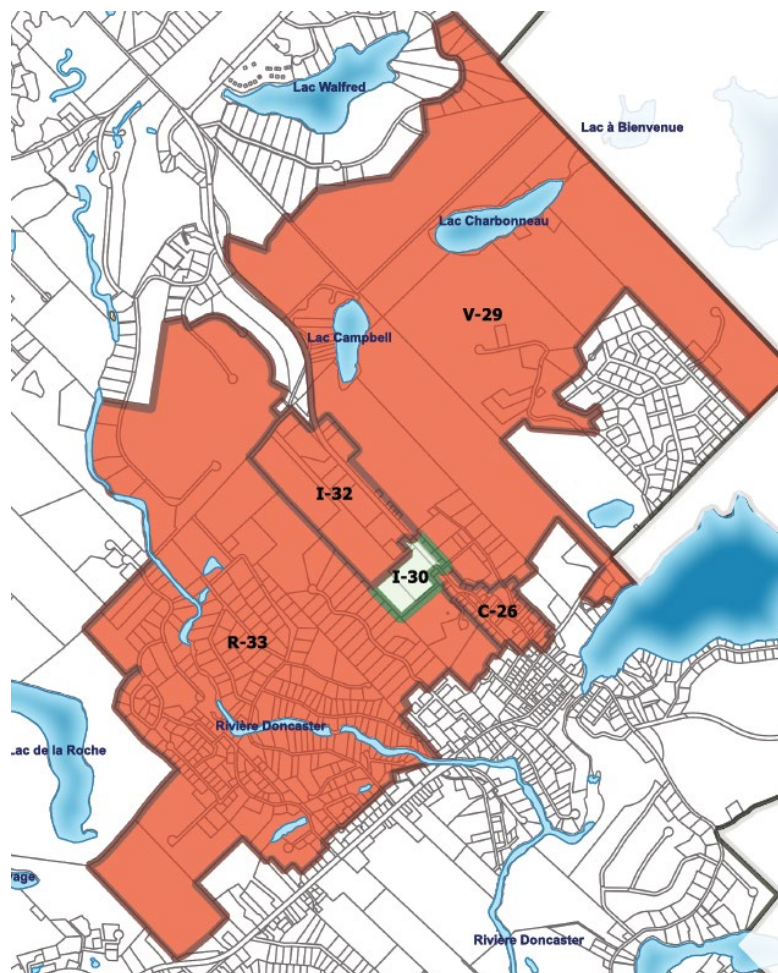 Lac Walfred
Lac à Bienvenue
Lac Charbonneau
V-29
Lac Campbell
I-32
I-30
C-26
R-33
Rivière Doncaster
Lac de la Roche
Rivière Doncaster